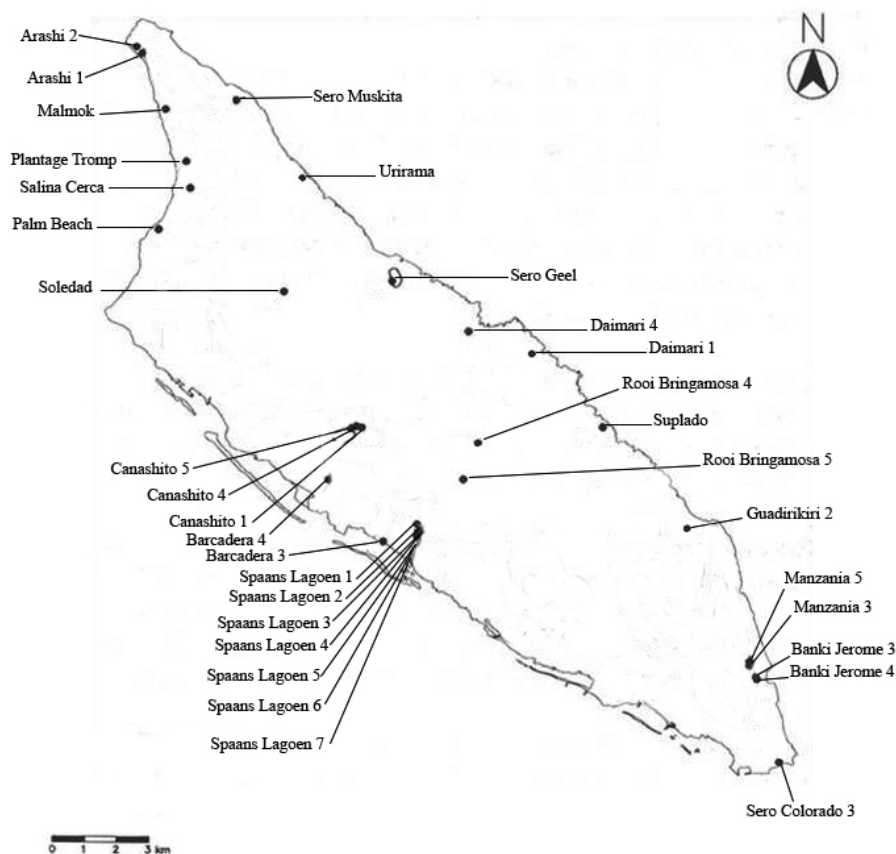 N
Arashi 2
Arashi 1
Malmok
Sero Muskita
Plantage Tromp
Urirama
Salina Cerca
Palm Beach
Sero Geel
Soledad
Daimari 4
Daimari 1
Rooi Bringamosa 4
Suplado
Rooi Bringamosa 5
Canashito 5
Canashito 4
Canashito 1
Guadirikiri 2
Barcadera 4
Barcadera 3
Spaans Lagoen 1
Manzania 5
Spaans Lagoen 2
Manzania 3
Spaans Lagoen 3
Spaans Lagoen 4
Banki Jerome 3
Banki Jerome 4
Spaans Lagoen 5
Spaans Lagoen 6
Spaans Lagoen 7
Sero Colorado 3
0 1 2 3 km